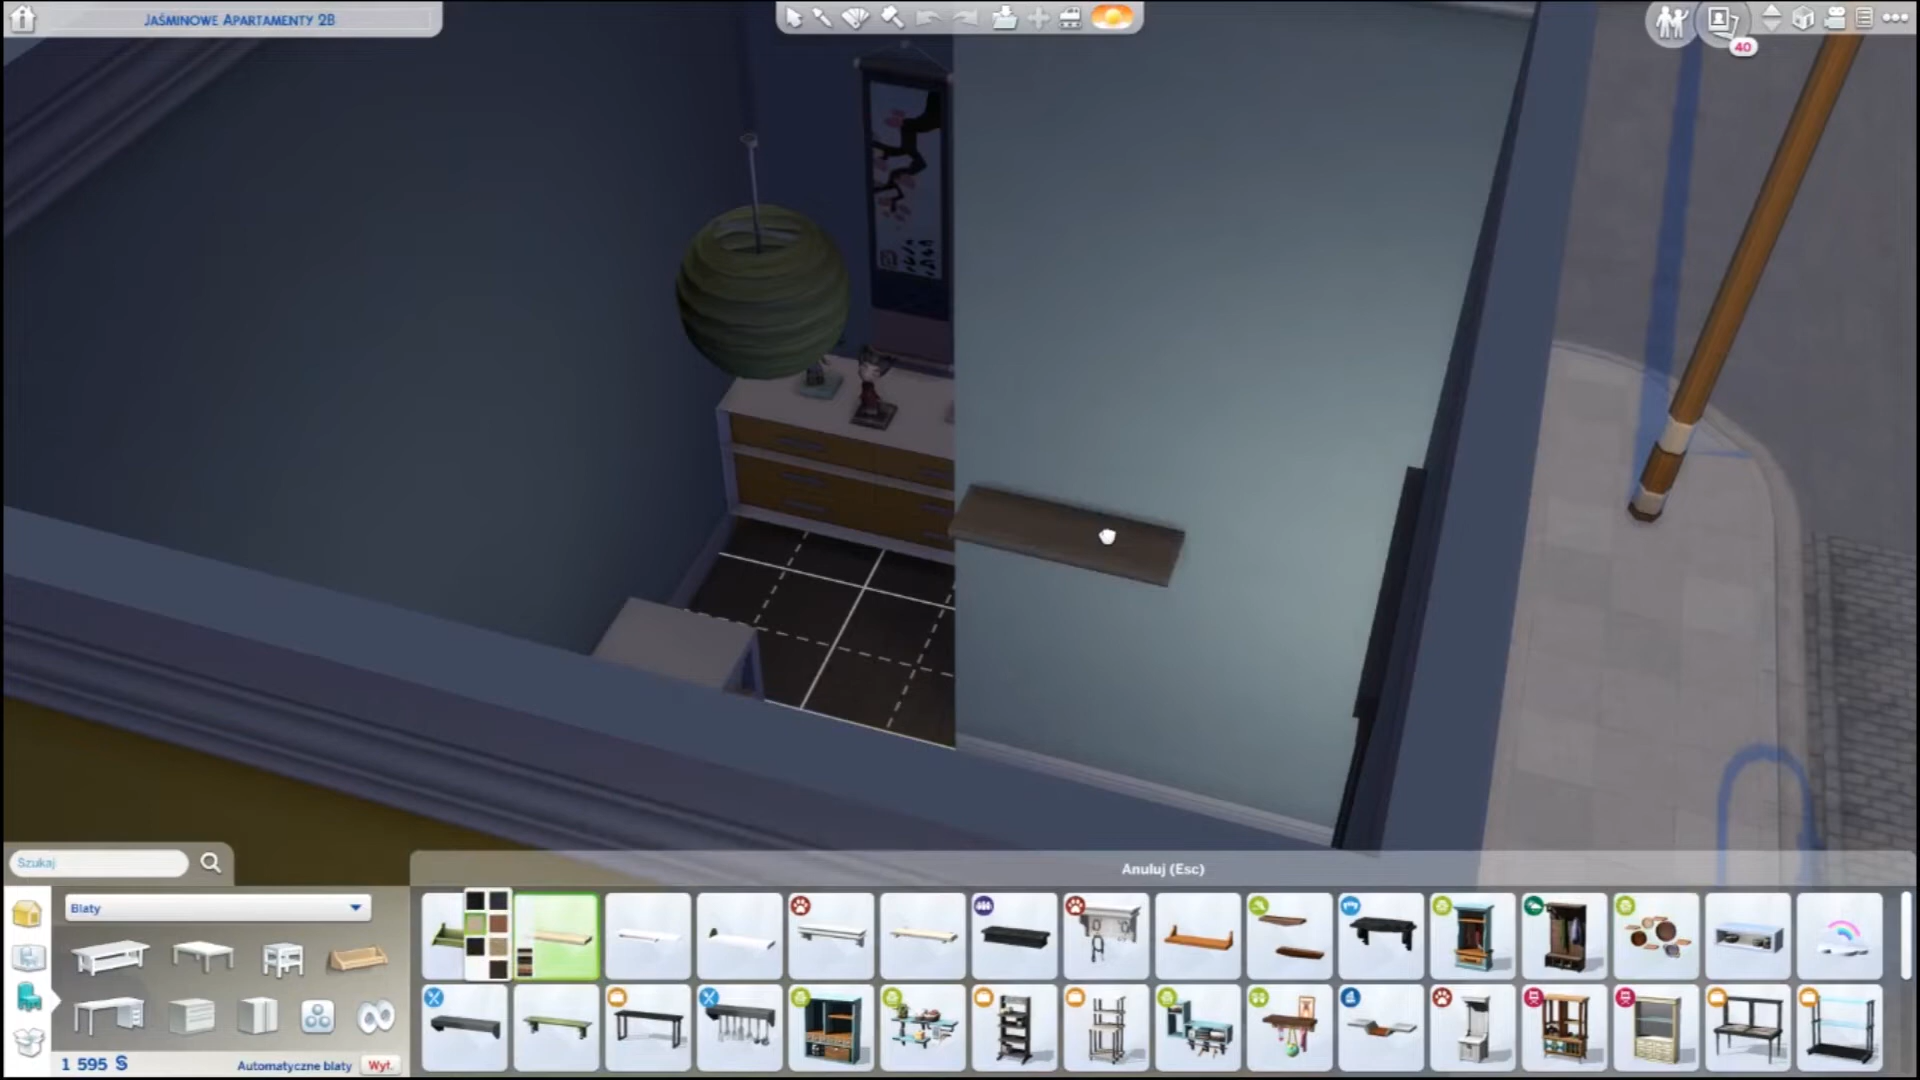 JAŚMINOWE APARTAMENTY 2B
40
Szukaj
Anuluj (Esc)
Blaty
1 595 $
Automatyczne blaty
Wył.